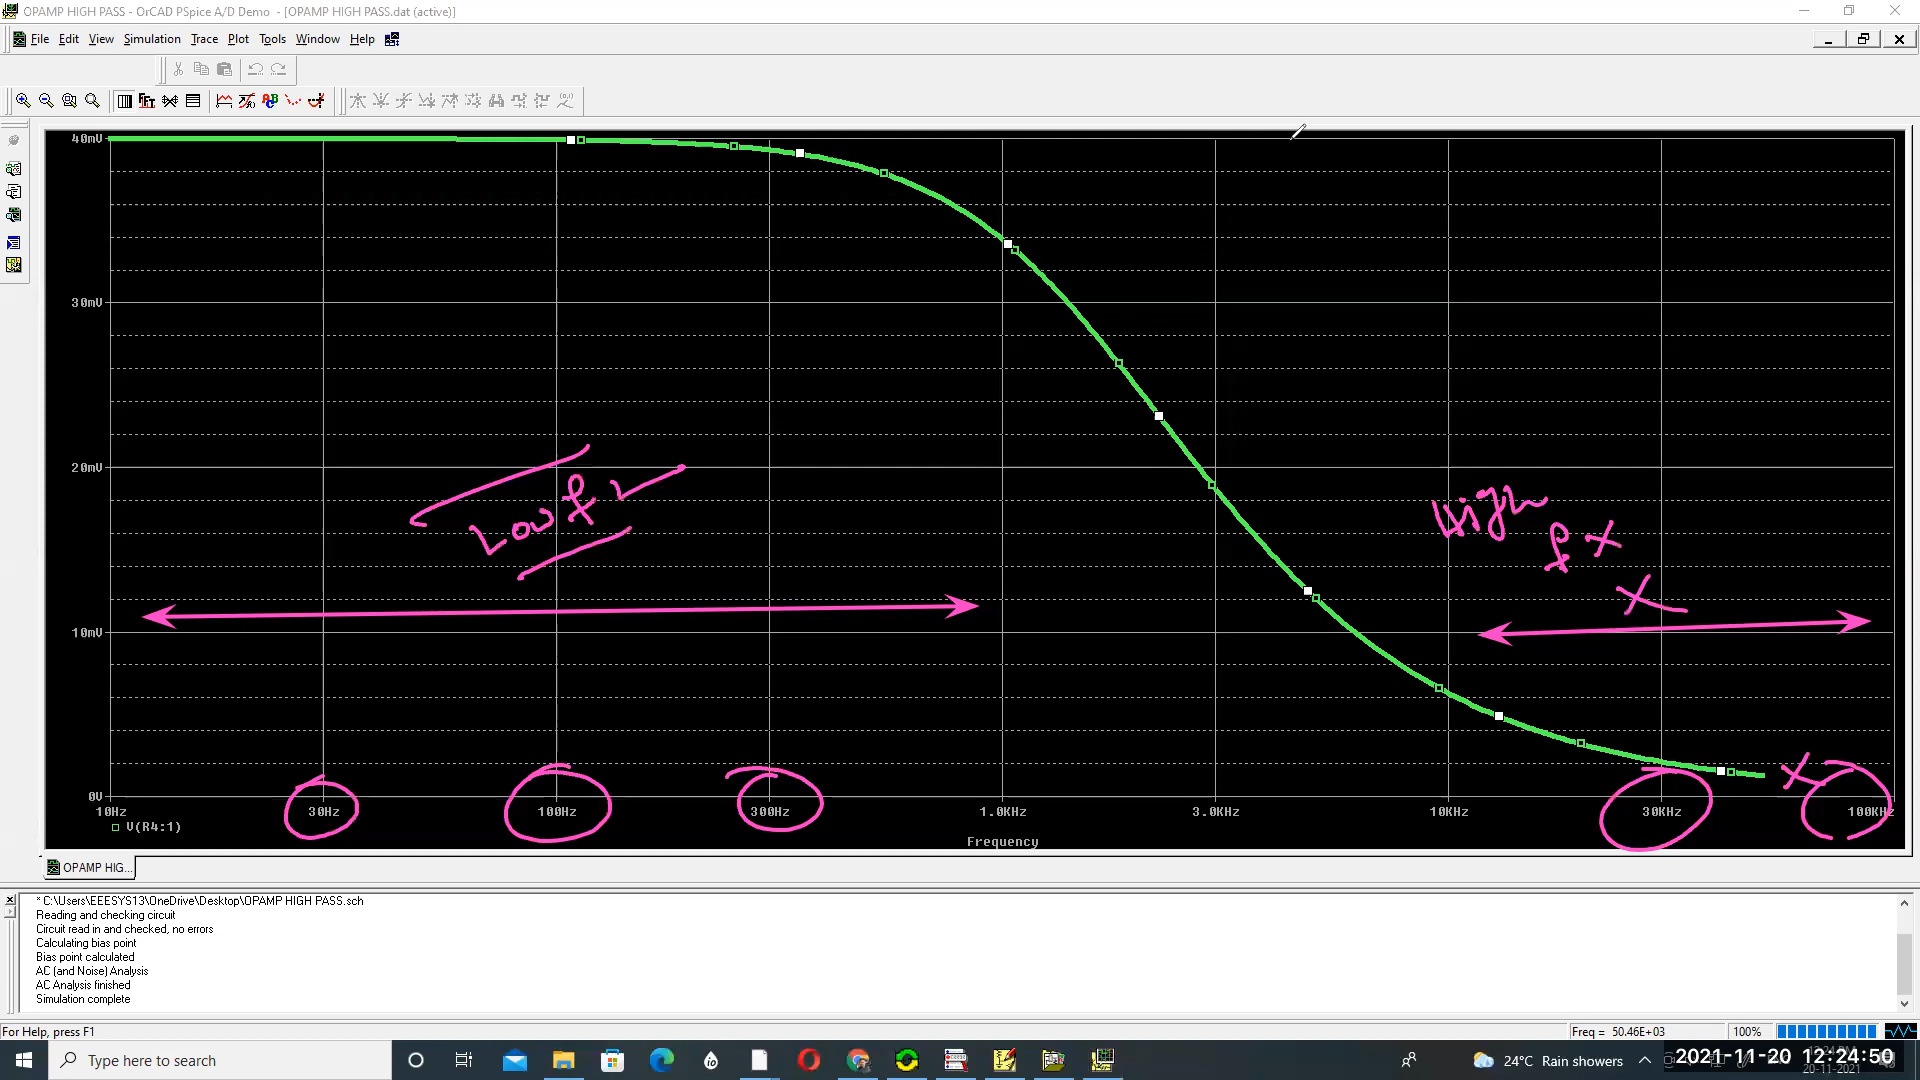 OPAMP HIGH PASS - OrCAD PSpice A/D Demo - [OPAMP HIGH PASS.dat (active)]
File Edit View Simulation Trace Plot Tools Window Help
40mV
30mV
20mV
10mV
0V
Low f
High
f x
x
x
10Hz 30Hz 100Hz 300Hz 1.0KHz 3.0KHz 10KHz 30KHz 100KHz
V(R4:1)
Frequency
OPAMP HIG...
* C:\Users\EEESYS13\OneDrive\Desktop\OPAMP HIGH PASS.sch
Reading and checking circuit
Circuit read in and checked, no errors
Calculating bias point
Bias point calculated
AC (and Noise) Analysis
AC Analysis finished
Simulation complete
For Help, press F1
Freq = 50.46E+03 100%
Type here to search
24°C Rain showers
2021-11-20 12:24:50
20-11-2021